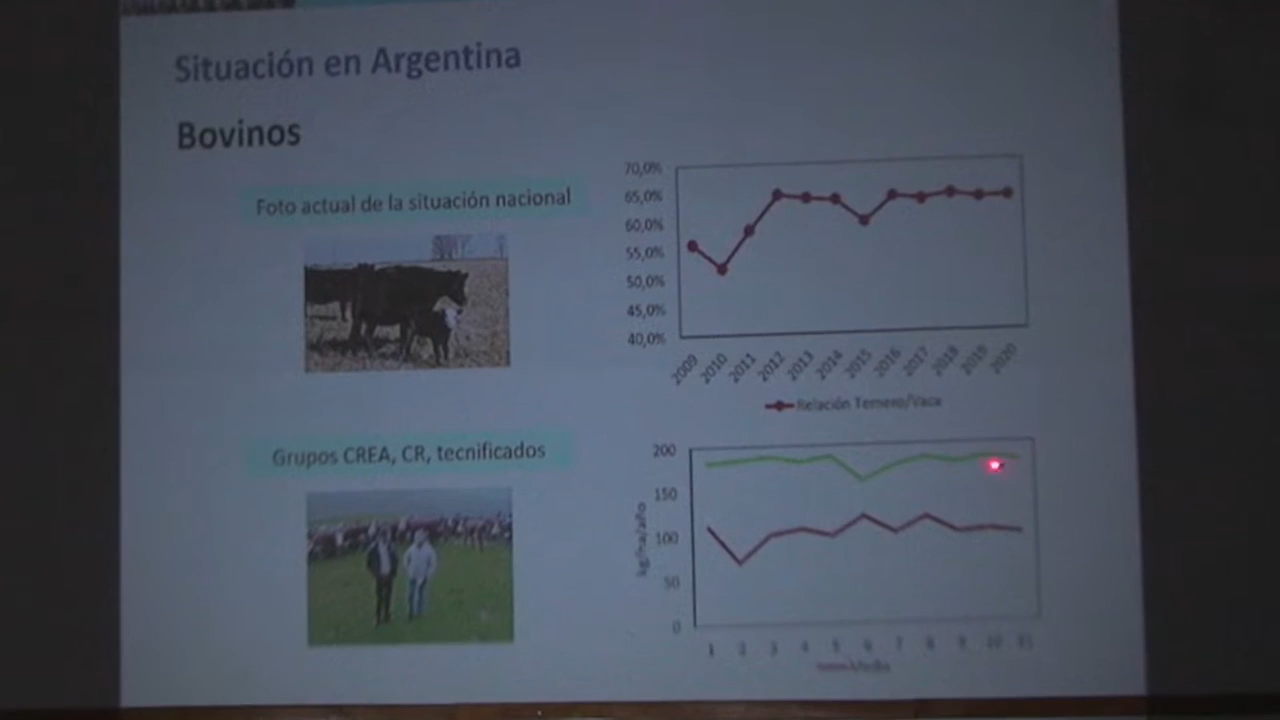 Situación en Argentina
Bovinos
Foto actual de la situación nacional
70,0%
65,0%
60,0%
55,0%
50,0%
45,0%
40,0%
2009 2010 2011 2012 2013 2014 2015 2016 2017 2018 2019 2020
Relación Ternero/Vaca
Grupos CREA, CR, tecnificados
200
150
100
50
0
kg/ha/año
1 2 3 4 5 6 7 8 9 10 11